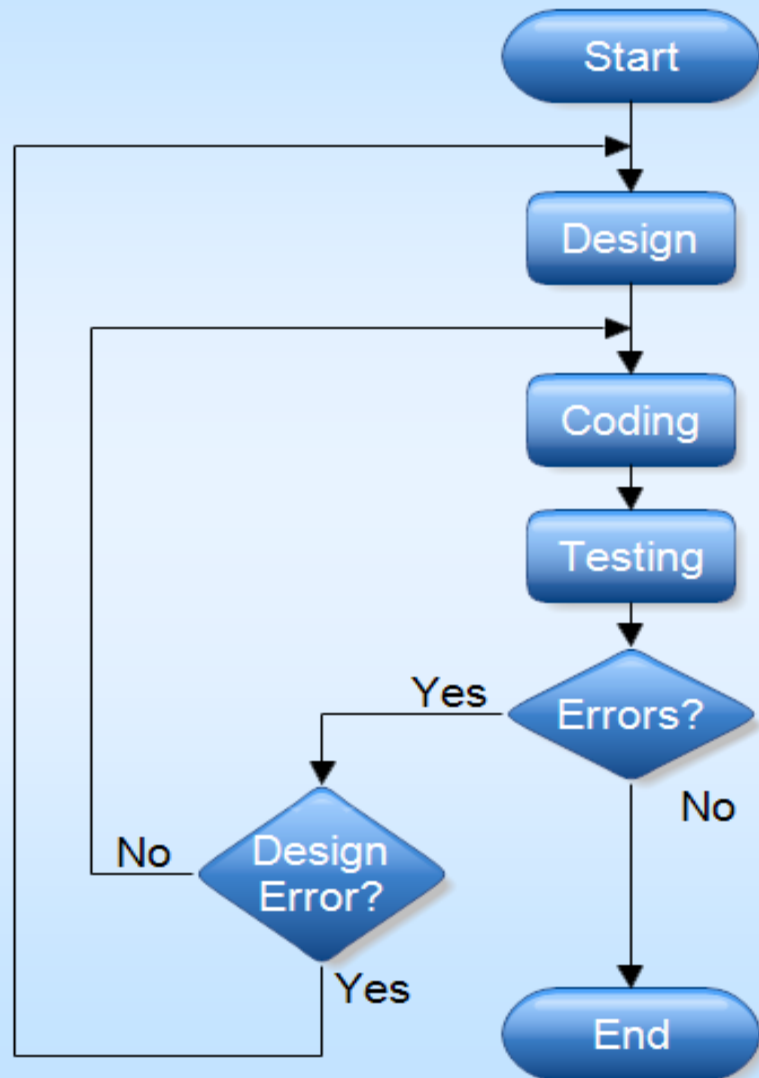 Start
Design
Coding
Testing
Errors?
Yes
No
Design
Error?
No
Yes
End